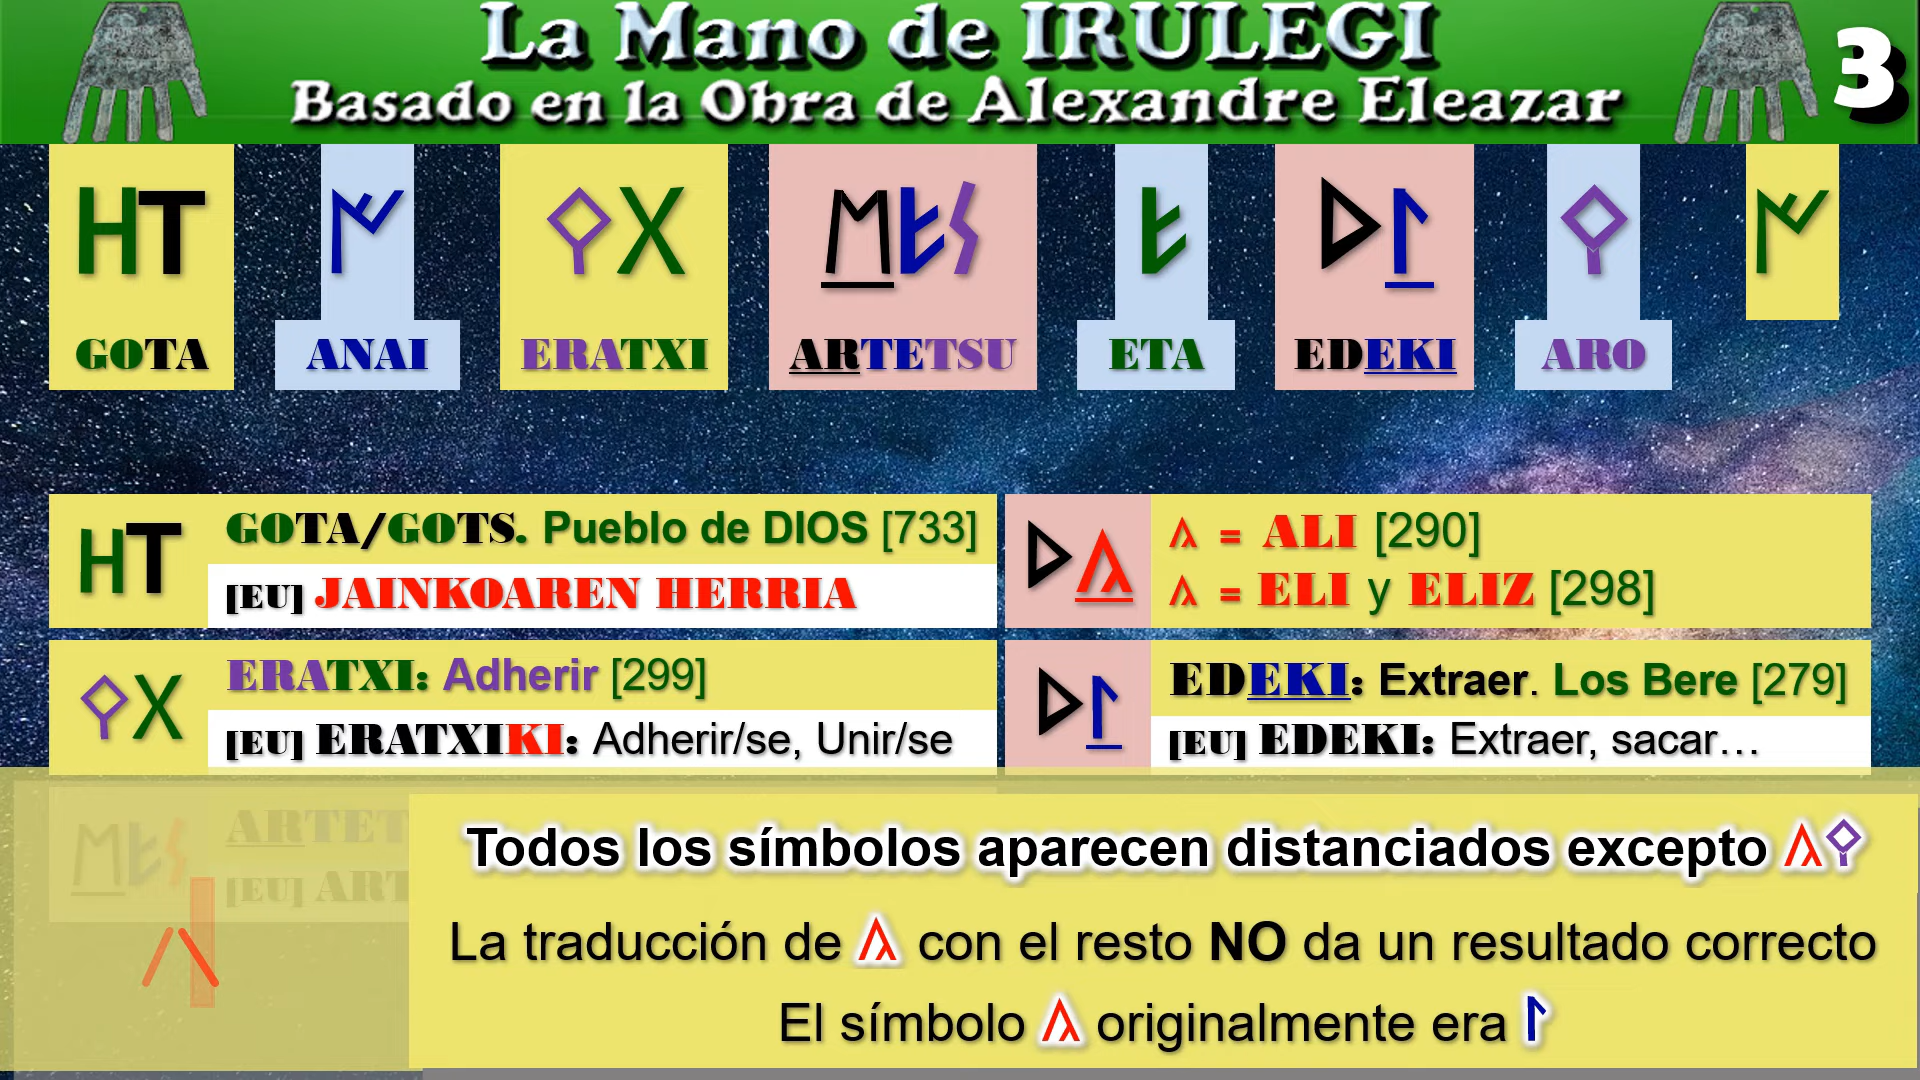 La Mano de IRULEGI
Basado en la Obra de Alexandre Eleazar
3
GOTA ANAI ERATXI ARTETSU ETA EDEKI ARO
GOTA/GOTS. Pueblo de DIOS [733]
[EU] JAINKOAREN HERRIA
= ALI [290]
= ELI y ELIZ [298]
ERATXI: Adherir [299]
[EU] ERATXIKI: Adherir/se, Unir/se
EDEKI: Extraer. Los Bere [279]
[EU] EDEKI: Extraer, sacar...
ARTET
[EU] ART
Todos los símbolos aparecen distanciados excepto
La traducción de con el resto NO da un resultado correcto
El símbolo originalmente era